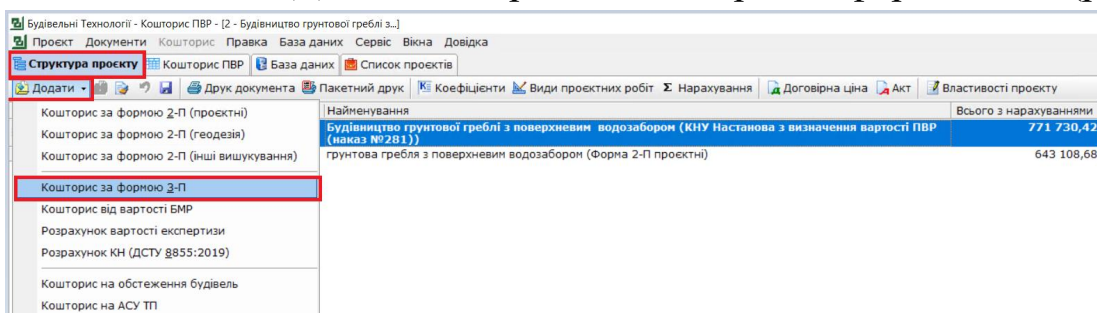 Будівельні Технології - Кошторис ПВР - [2 - Будівництво грунтової греблі з...]
Проєкт Документи Кошторис Правка База даних Сервіс Вікна Довідка
Структура проєкту Кошторис ПВР База даних Список проєктів
Додати Друк документа Пакетний друк Коефіцієнти Види проєктних робіт Σ Нарахування Договірна ціна Акт Властивості проєкту
Найменування Всього з нарахуваннями
Будівництво грунтової греблі з поверхневим водозабором (КНУ Настанова з визначення вартості ПВР (наказ №281)) 771 730,42
грунтова гребля з поверхневим водозабором (Форма 2-П проєктні) 643 108,68
Кошторис за формою 2-П (проєктні)
Кошторис за формою 2-П (геодезія)
Кошторис за формою 2-П (інші вишукування)
Кошторис за формою 3-П
Кошторис від вартості БМР
Розрахунок вартості експертизи
Розрахунок КН (ДСТУ 8855:2019)
Кошторис на обстеження будівель
Кошторис на АСУ ТП